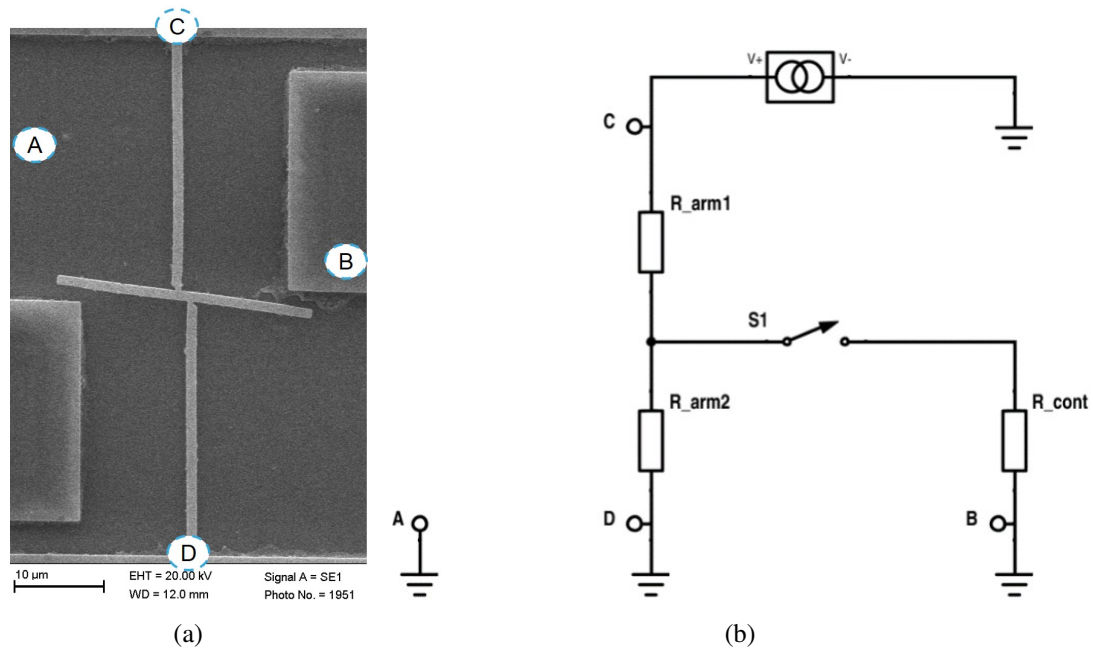 C
A
B
D
10 µm
EHT = 20.00 kV
Signal A = SE1
WD = 12.0 mm
Photo No. = 1951
(a)
V+
V-
C
R_arm1
S1
R_arm2
R_cont
A
D
B
(b)